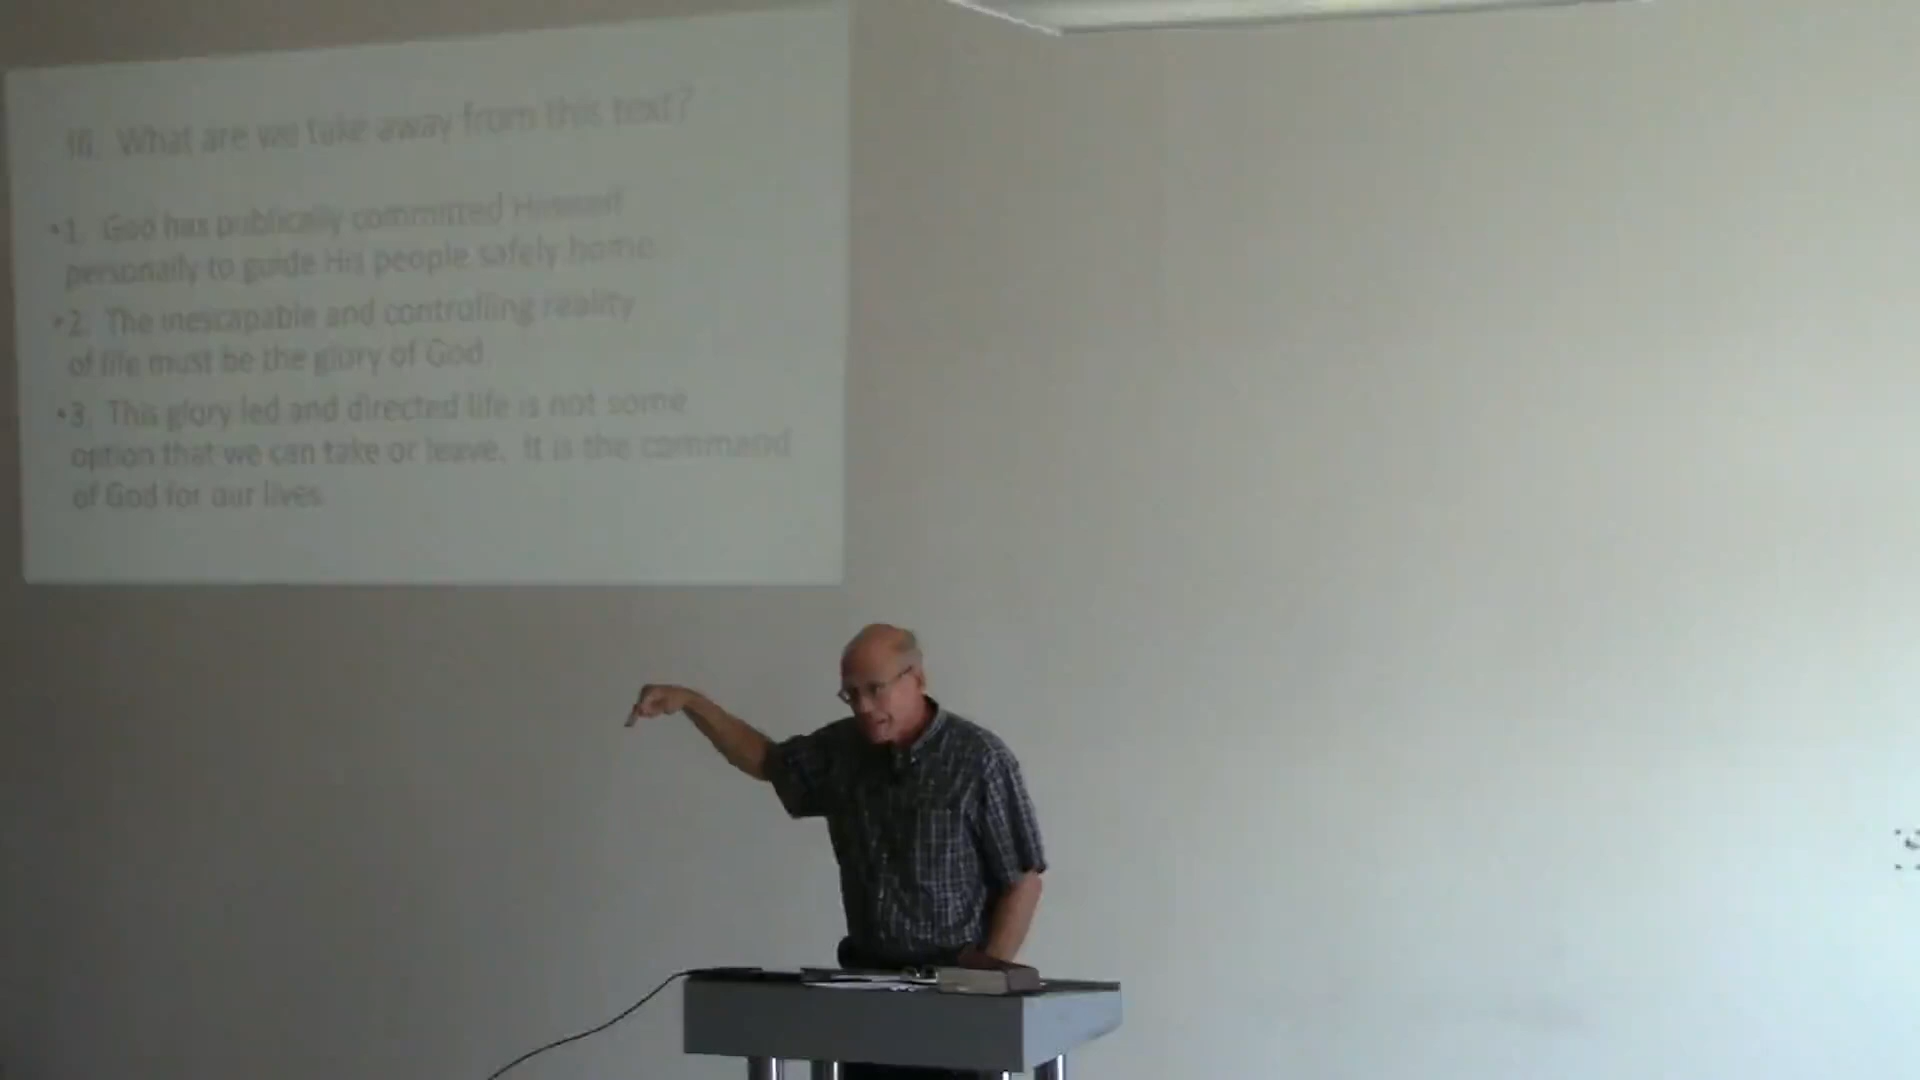 16. What are we take away from this text?
•1. God has publically committed Himself
personally to guide His people safely home.
•2. The inescapable and controlling reality
of life must be the glory of God.
•3. This glory led and directed life is not some
option that we can take or leave. It is the command
of God for our lives.